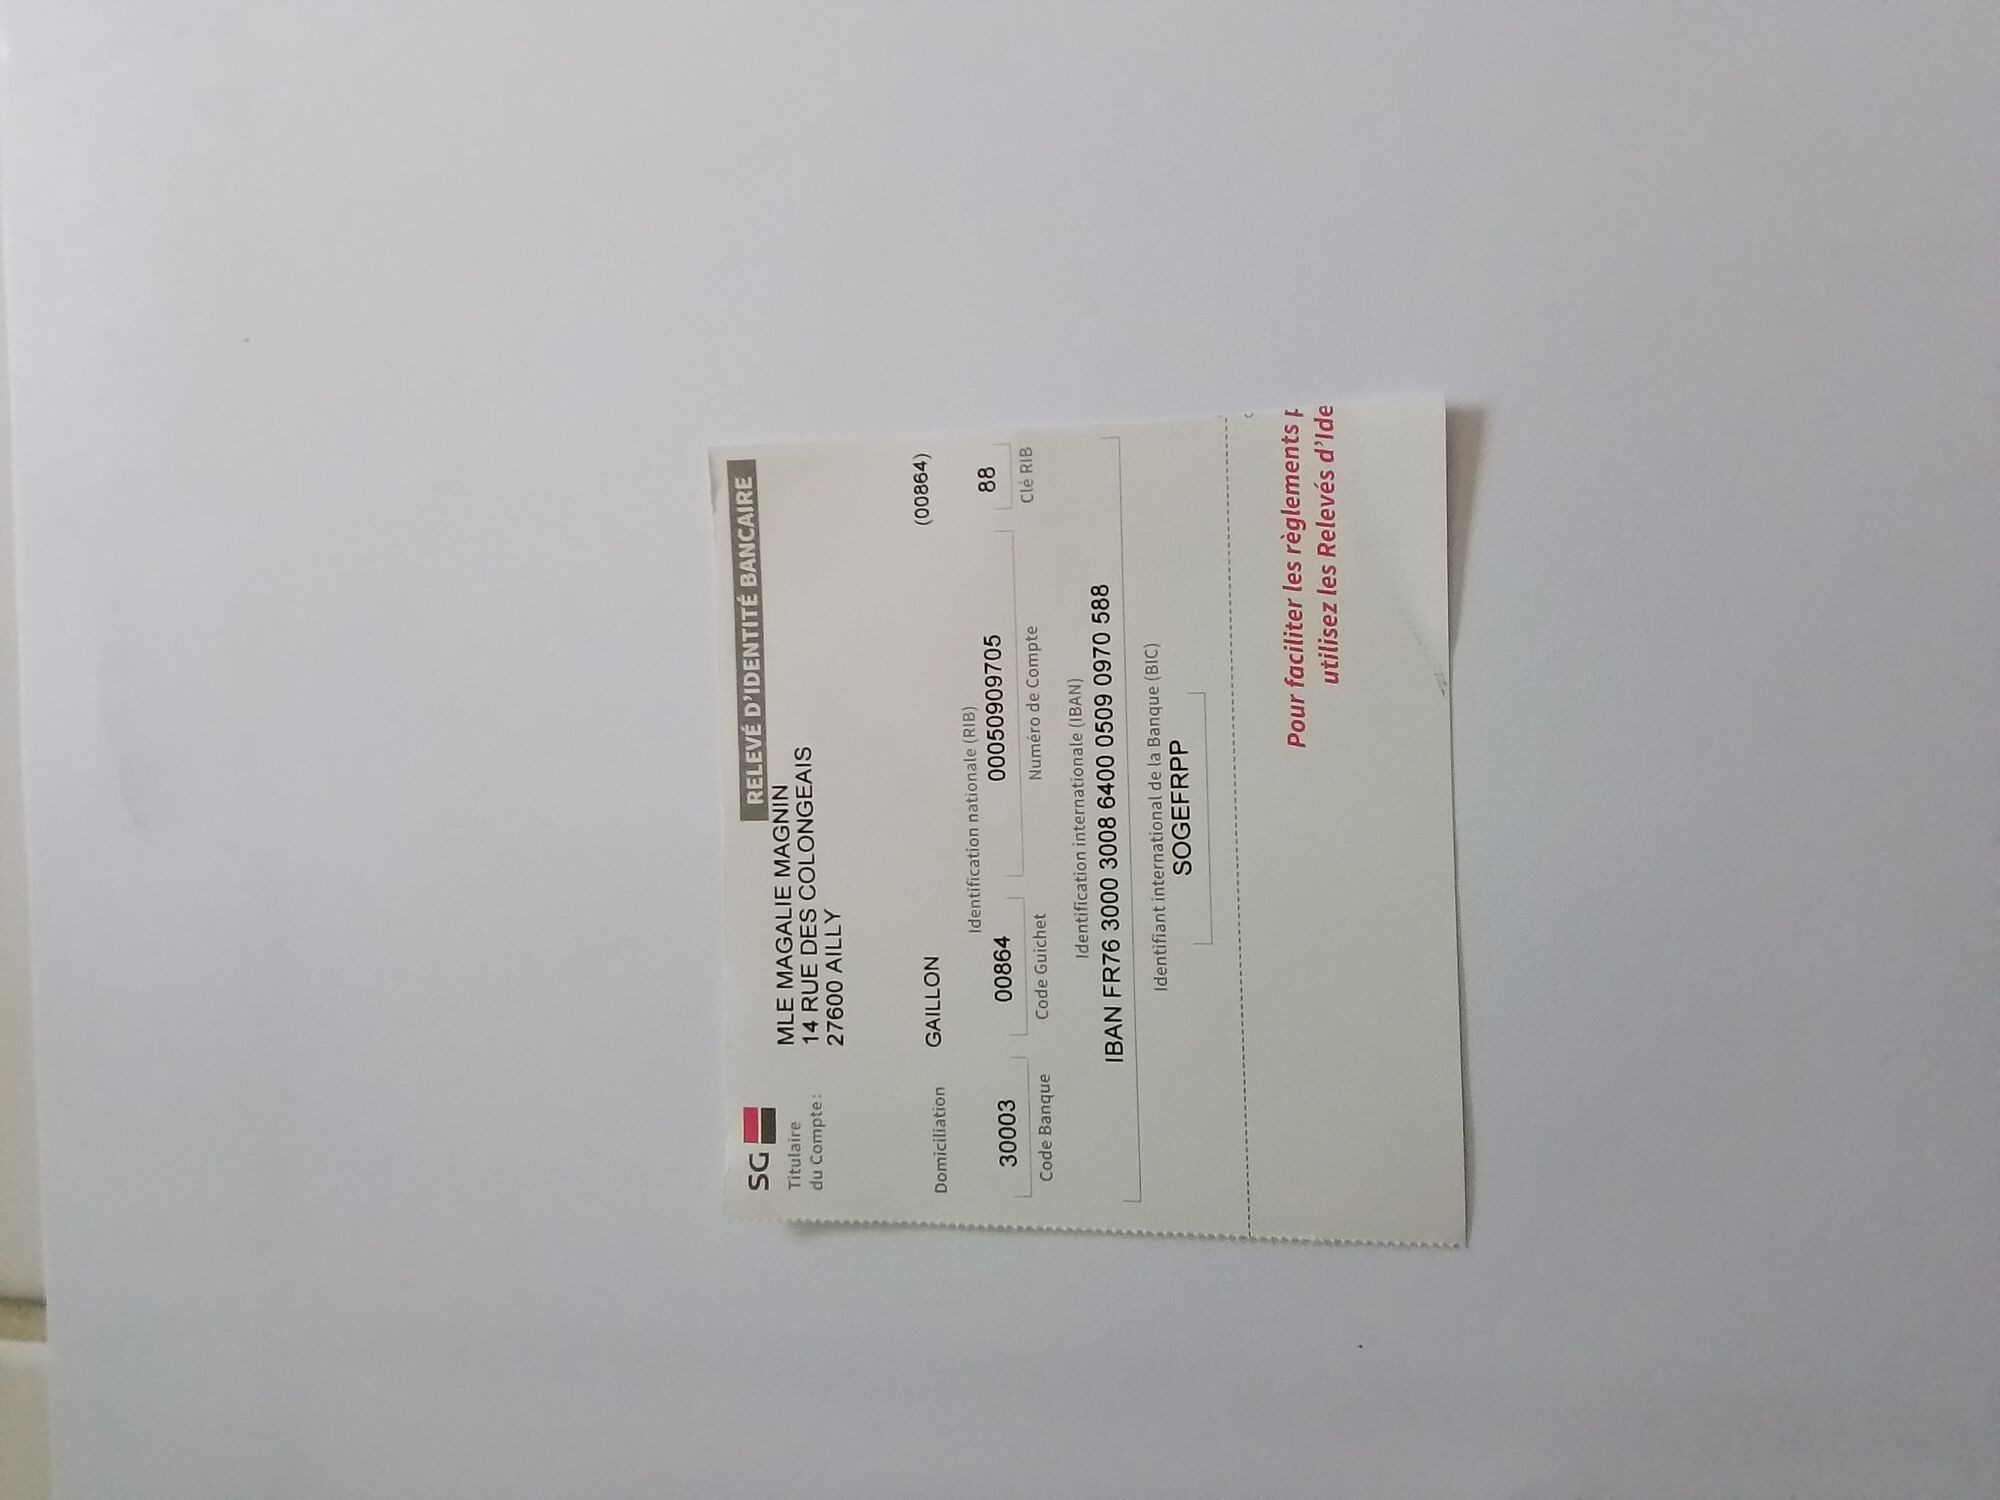 SG
RELEVÉ D'IDENTITÉ BANCAIRE
Titulaire
du Compte :
MLE MAGALIE MAGNIN
14 RUE DES COLONGEAIS
27600 AILLY
Domiciliation GAILLON (00864)
Identification nationale (RIB)
30003 00864 00050909705 88
Code Banque Code Guichet Numéro de Compte Clé RIB
Identification internationale (IBAN)
IBAN FR76 3000 3008 6400 0509 0970 588
Identifiant international de la Banque (BIC)
SOGEFRPP
Pour faciliter les règlements
utilisez les Relevés d'Ide